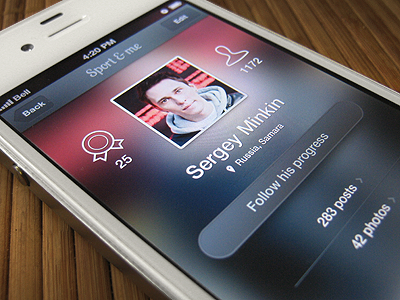 Bell
4:20 PM
Back
Sport & me
Edit
1172
25
Sergey Minkin
Russia, Samara
Follow his progress
283 posts
42 photos